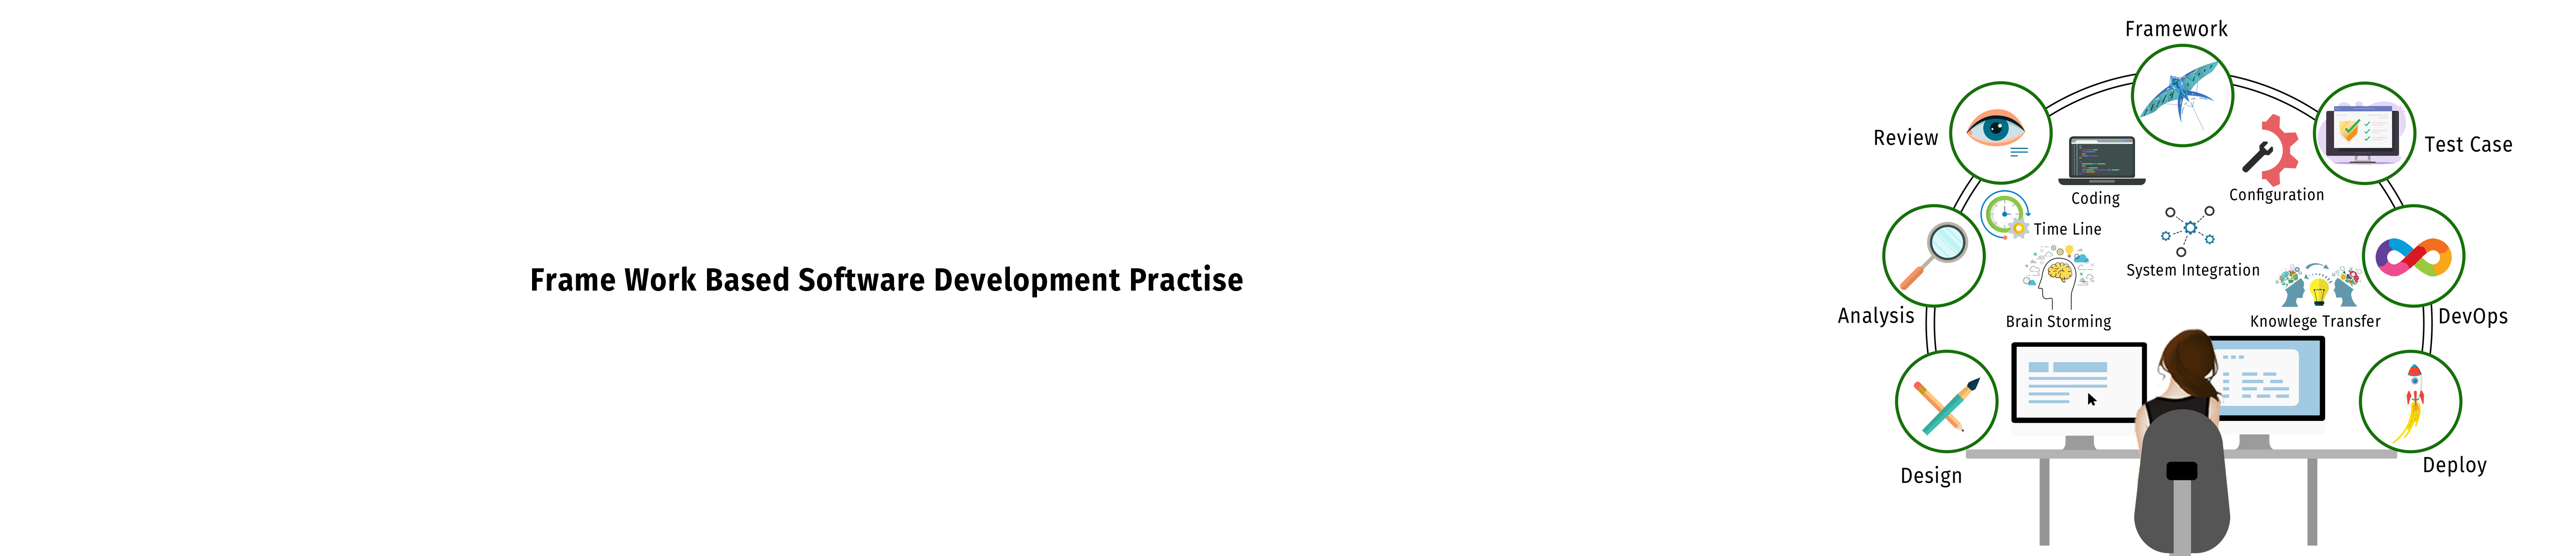 Framework
Review
Test Case
Coding
Configuration
Time Line
System Integration
Frame Work Based Software Development Practise
Analysis
Brain Storming
Knowlege Transfer
DevOps
Design
Deploy